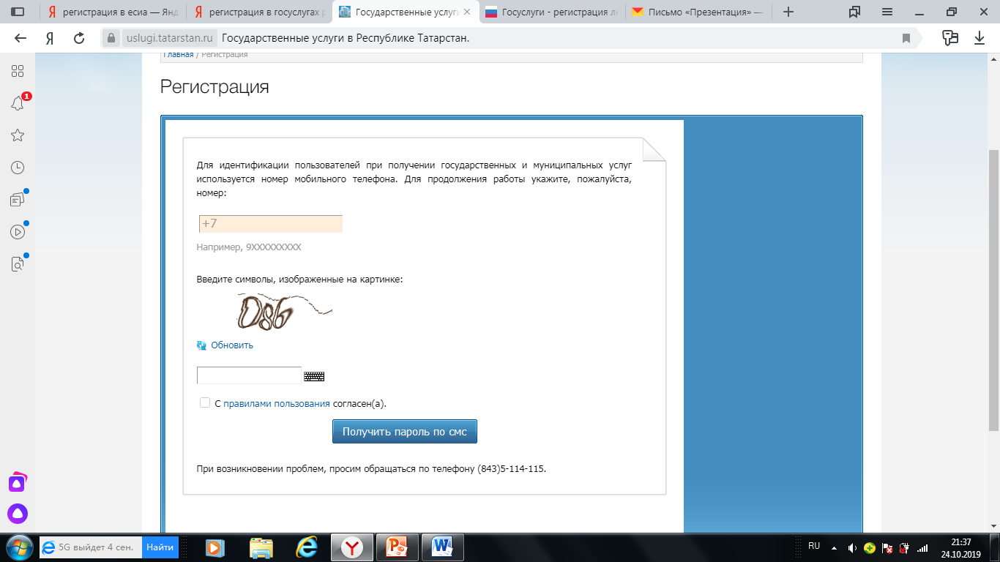 регистрация в есиа — Янд
регистрация в госуслугах р
Государственные услуги
Госуслуги - регистрация ли
Письмо «Презентация» —
uslugi.tatarstan.ru Государственные услуги в Республике Татарстан.
1
Главная / Регистрация
Регистрация
Для идентификации пользователей при получении государственных и муниципальных услуг
используется номер мобильного телефона. Для продолжения работы укажите, пожалуйста,
номер:
+7
Например, 9XXXXXXXXX
Введите символы, изображенные на картинке:
D86
Обновить
С правилами пользования согласен(а).
Получить пароль по смс
При возникновении проблем, просим обращаться по телефону (843)5-114-115.
5G выйдет 4 сен. Найти
RU
21:37
24.10.2019